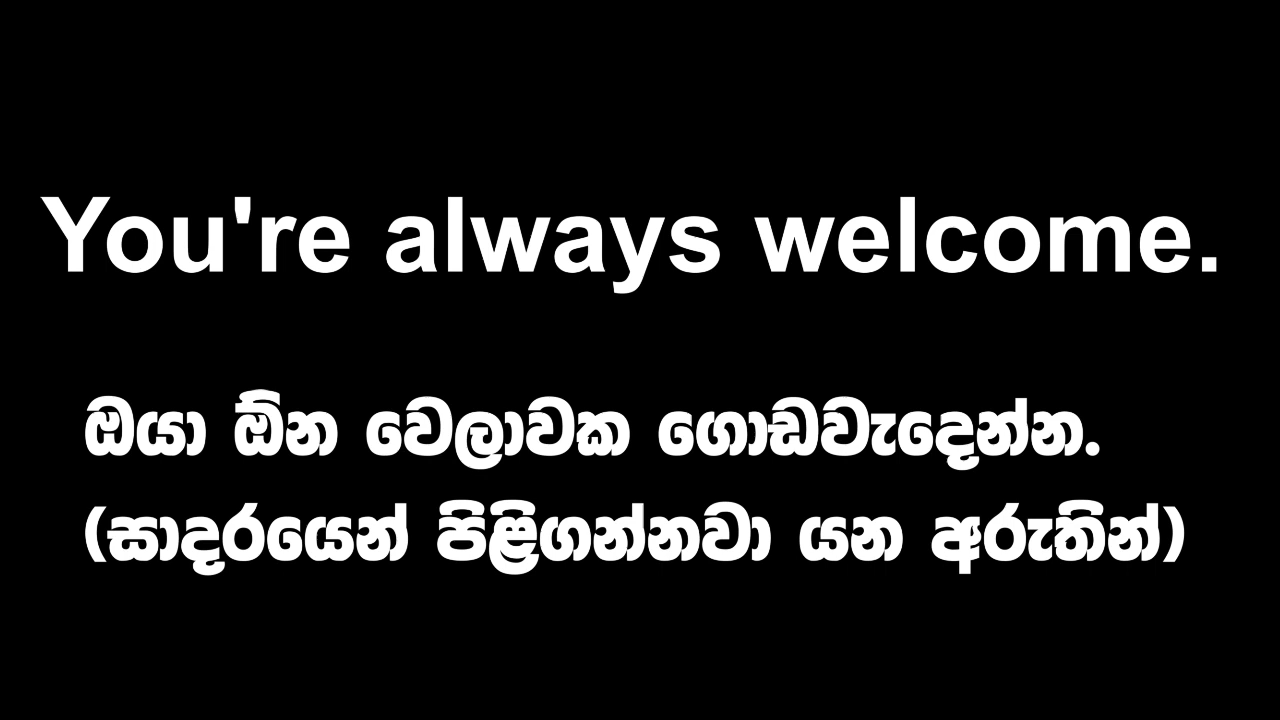 You're always welcome.
ඔයා ඕන වෙලාවක ගොඩවැදෙන්න.
(සාදරයෙන් පිළිගන්නවා යන අරුතින්)